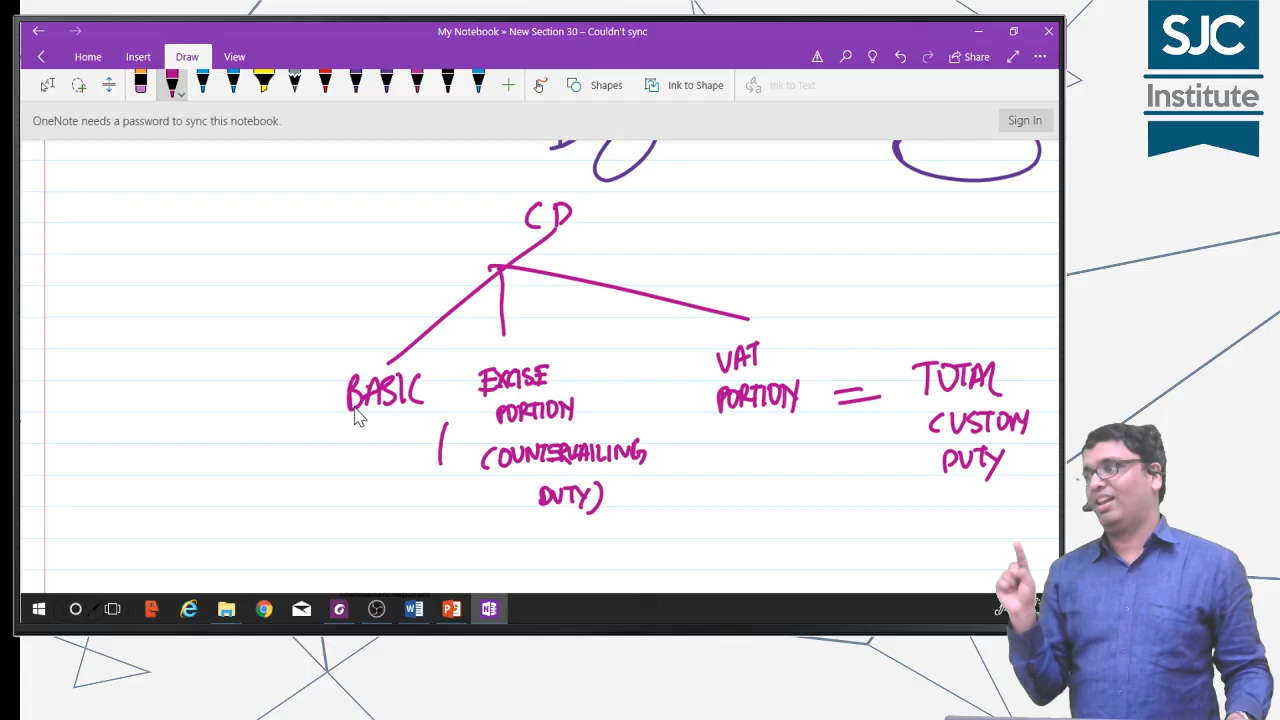 My Notebook » New Section 30 – Couldn't sync
Home Insert Draw View
Share
Shapes
Ink to Shape
Ink to Text
OneNote needs a password to sync this notebook.
Sign In
SJC
Institute
CD
BASIC
EXCISE
PORTION
(COUNTERVAILING
DUTY)
VAT
PORTION
=
TOTAL
CUSTOM
DUTY